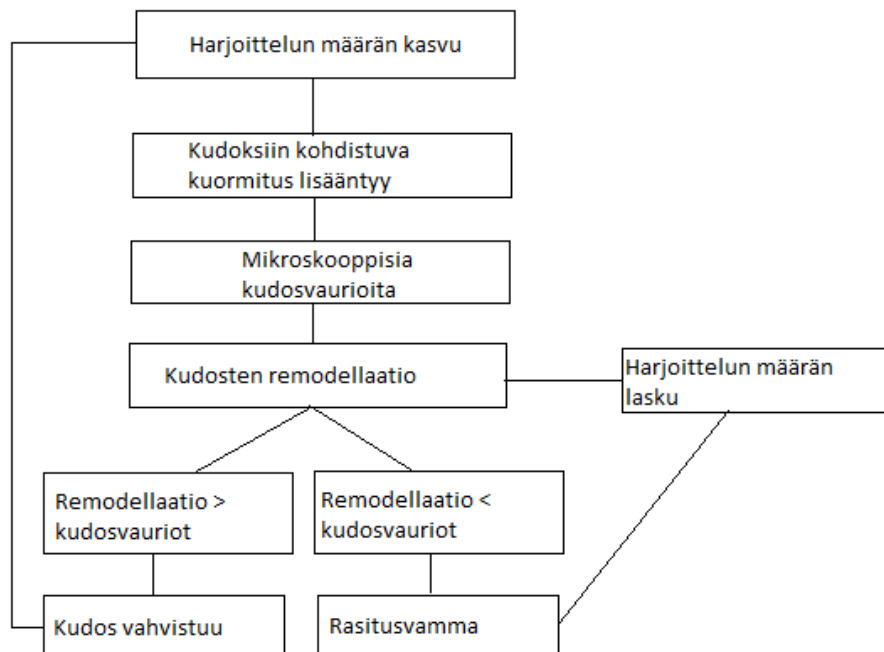 Harjoittelun määrän kasvu
Kudoksiin kohdistuva
kuormitus lisääntyy
Mikroskooppisia
kudosvaurioita
Kudosten remodellaatio
Harjoittelun määrän
lasku
Remodellaatio >
kudosvauriot
Remodellaatio <
kudosvauriot
Kudos vahvistuu
Rasitusvamma